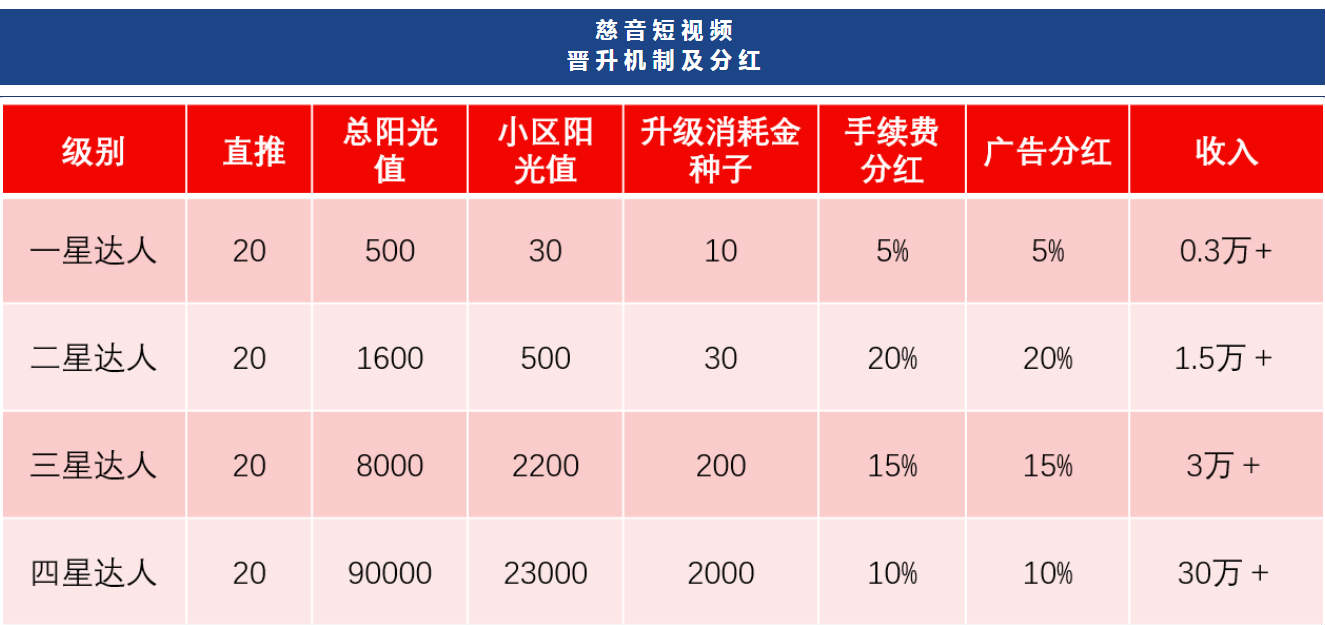 慈音短视频
晋升机制及分红
级别 直推 总阳光值 小区阳光值 升级消耗金种子 手续费分红 广告分红 收入
一星达人 20 500 30 10 5% 5% 0.3万+
二星达人 20 1600 500 30 20% 20% 1.5万+
三星达人 20 8000 2200 200 15% 15% 3万+
四星达人 20 90000 23000 2000 10% 10% 30万+